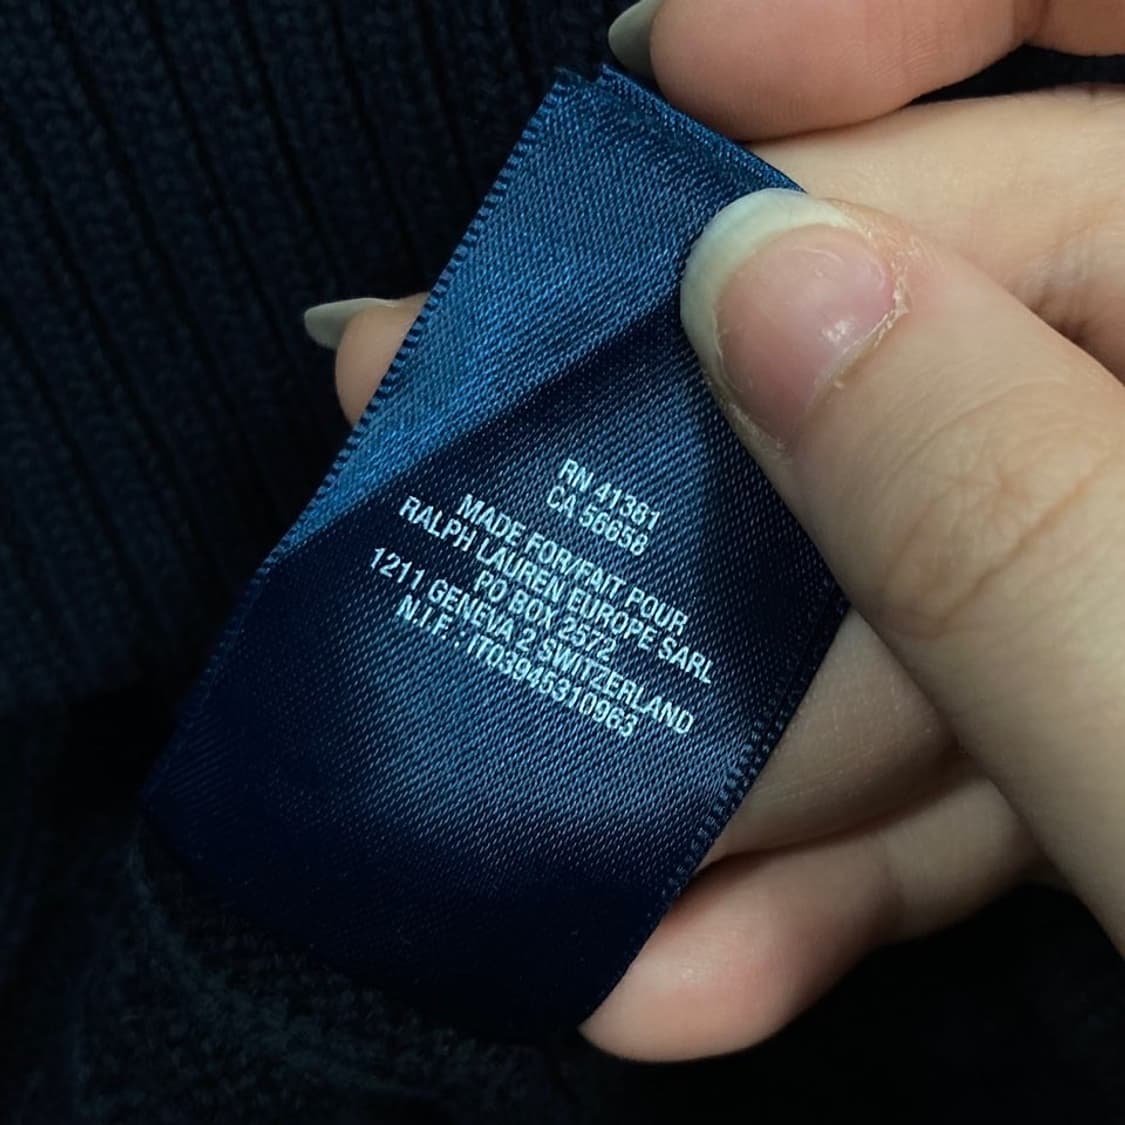 RN 41381
CA 56658
MADE FOR/FAIT POUR
RALPH LAUREN EUROPE SARL
PO BOX 2572
1211 GENEVA 2 SWITZERLAND
N.I.F.: IT03945310963